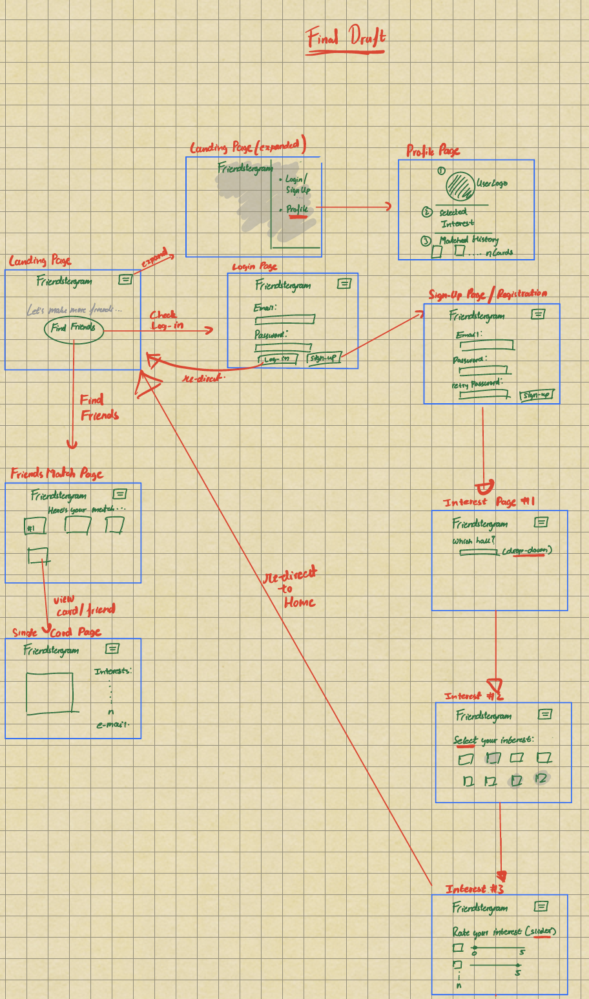 Final Draft
Landing Page (expanded)
Friendstergram
• Login/
Sign Up
• Profile
Profile Page
①
User Logo
② Selected
Interest
③ Matched History
..... n Cards
Landing Page
expand
Friendstergram
Let's make more friends...
Find Friends
Check
Log-in
Find
Friends
Login Page
Friendstergram
Email:
Password:
Log-in
Sign-up
re-direct..
Sign-Up Page / Registration
Friendstergram
Email:
Password:
retry Password:
Sign-up
Friends Match Page
Friendstergram
Here's your match...
#1
view
card/friend
Single Card Page
Friendstergram
Interests:
n
e-mail.
re-direct
to
Home
Interest Page #1
Friendstergram
Which hall?
(drop-down)
Interest #2
Friendstergram
Select your interest:
Interest #3
Friendstergram
Rate your interest (slider)
0 5
5
n